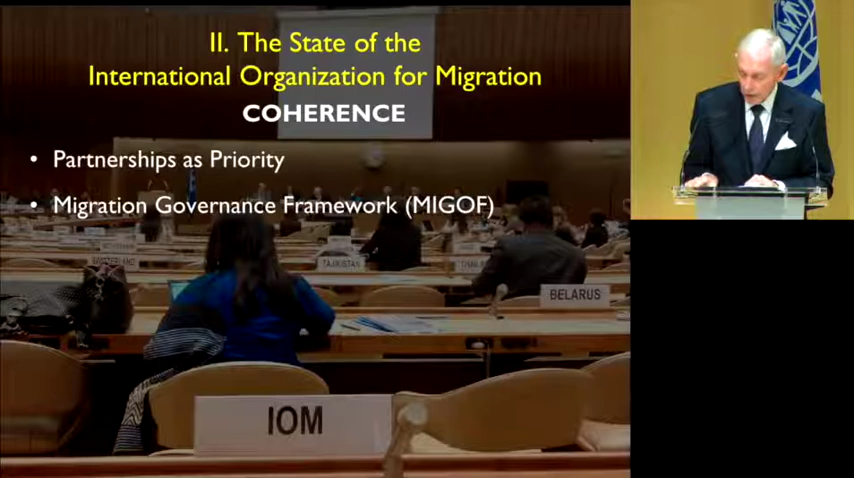 II. The State of the
International Organization for Migration
COHERENCE
• Partnerships as Priority
• Migration Governance Framework (MIGOF)
SWITZERLAND
TAJIKISTAN
BELARUS
IOM